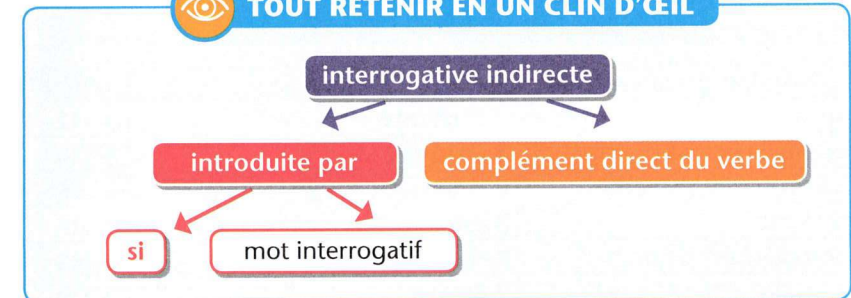 TOUT RETENIR EN UN CLIN D'ŒIL
interrogative indirecte
introduite par
complément direct du verbe
si
mot interrogatif